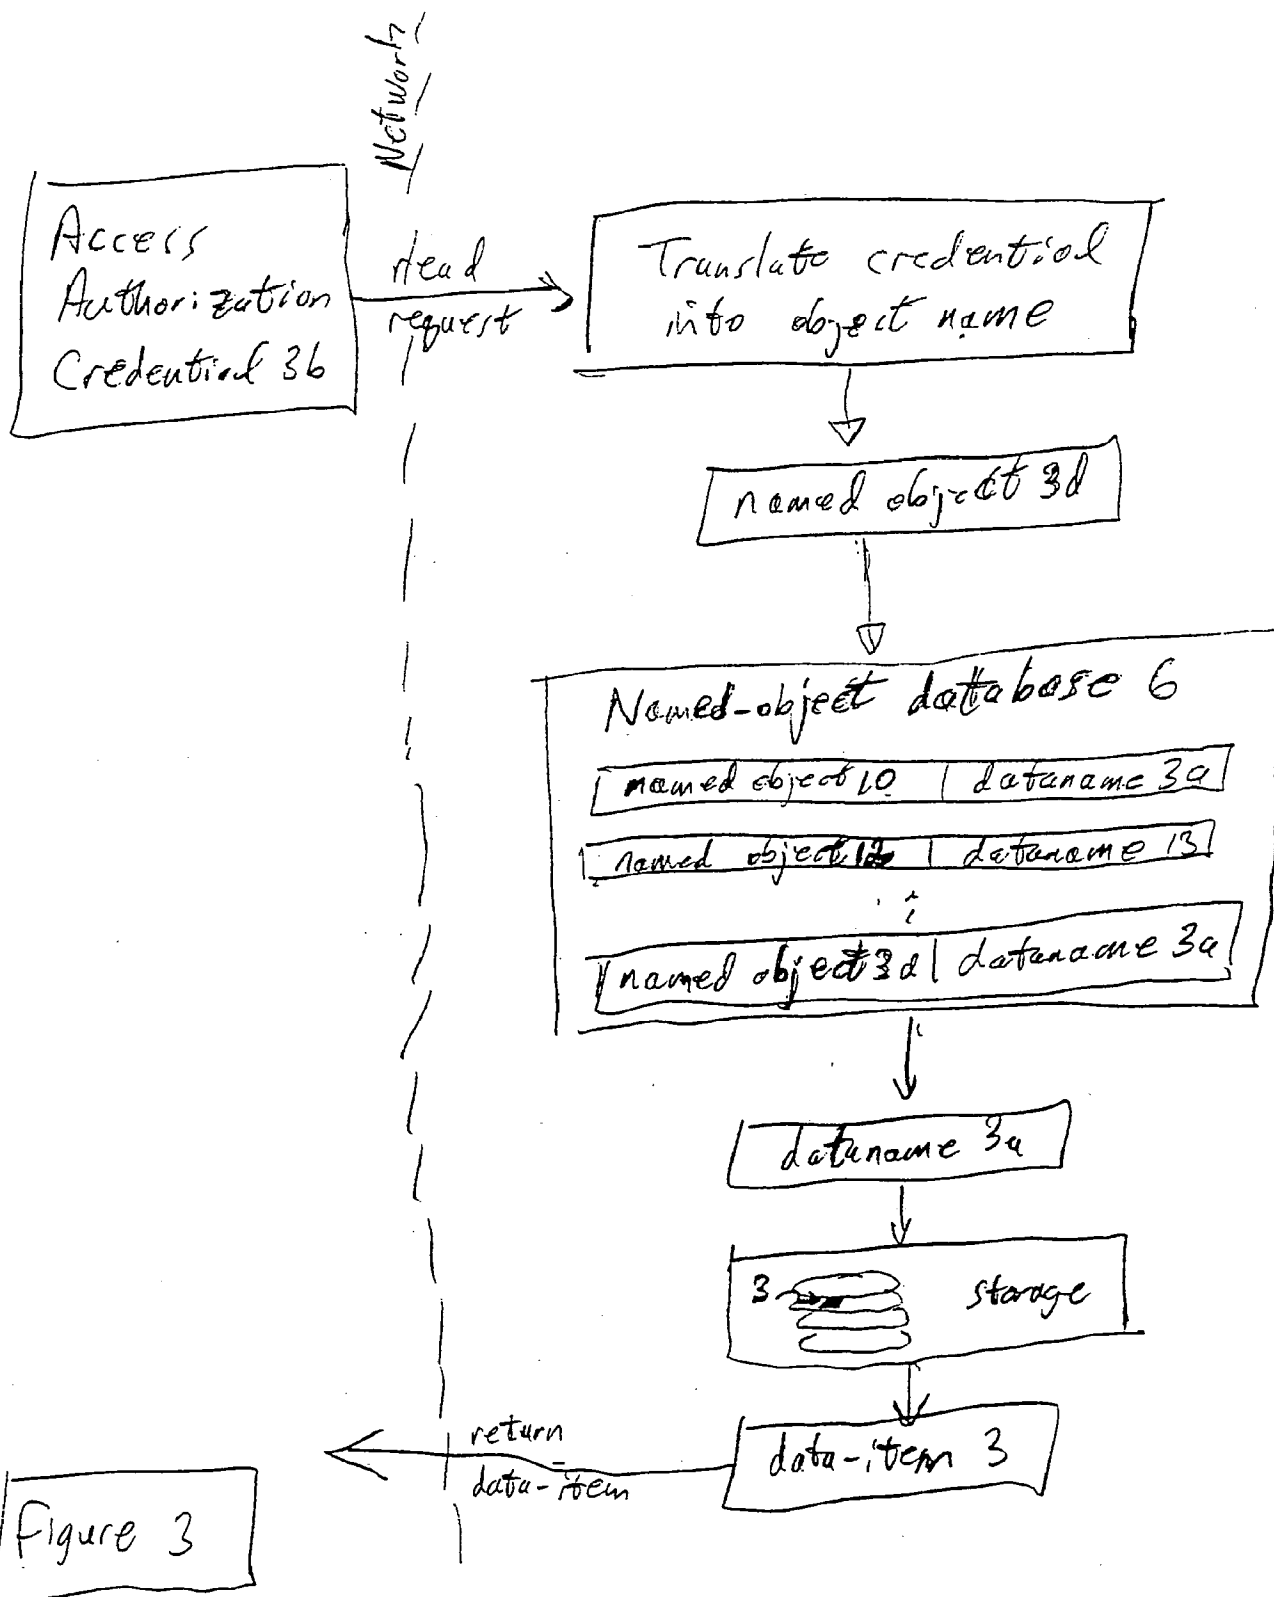 Network
Access
Authorization
Credential 3b
read
request
Translate credential
into object name
named object 3d
Named-object database 6
named object 10 | dataname 3a
named object 12 | dataname 13
named object 3d | dataname 3a
dataname 3a
3
storage
return
data-item
data-item 3
Figure 3